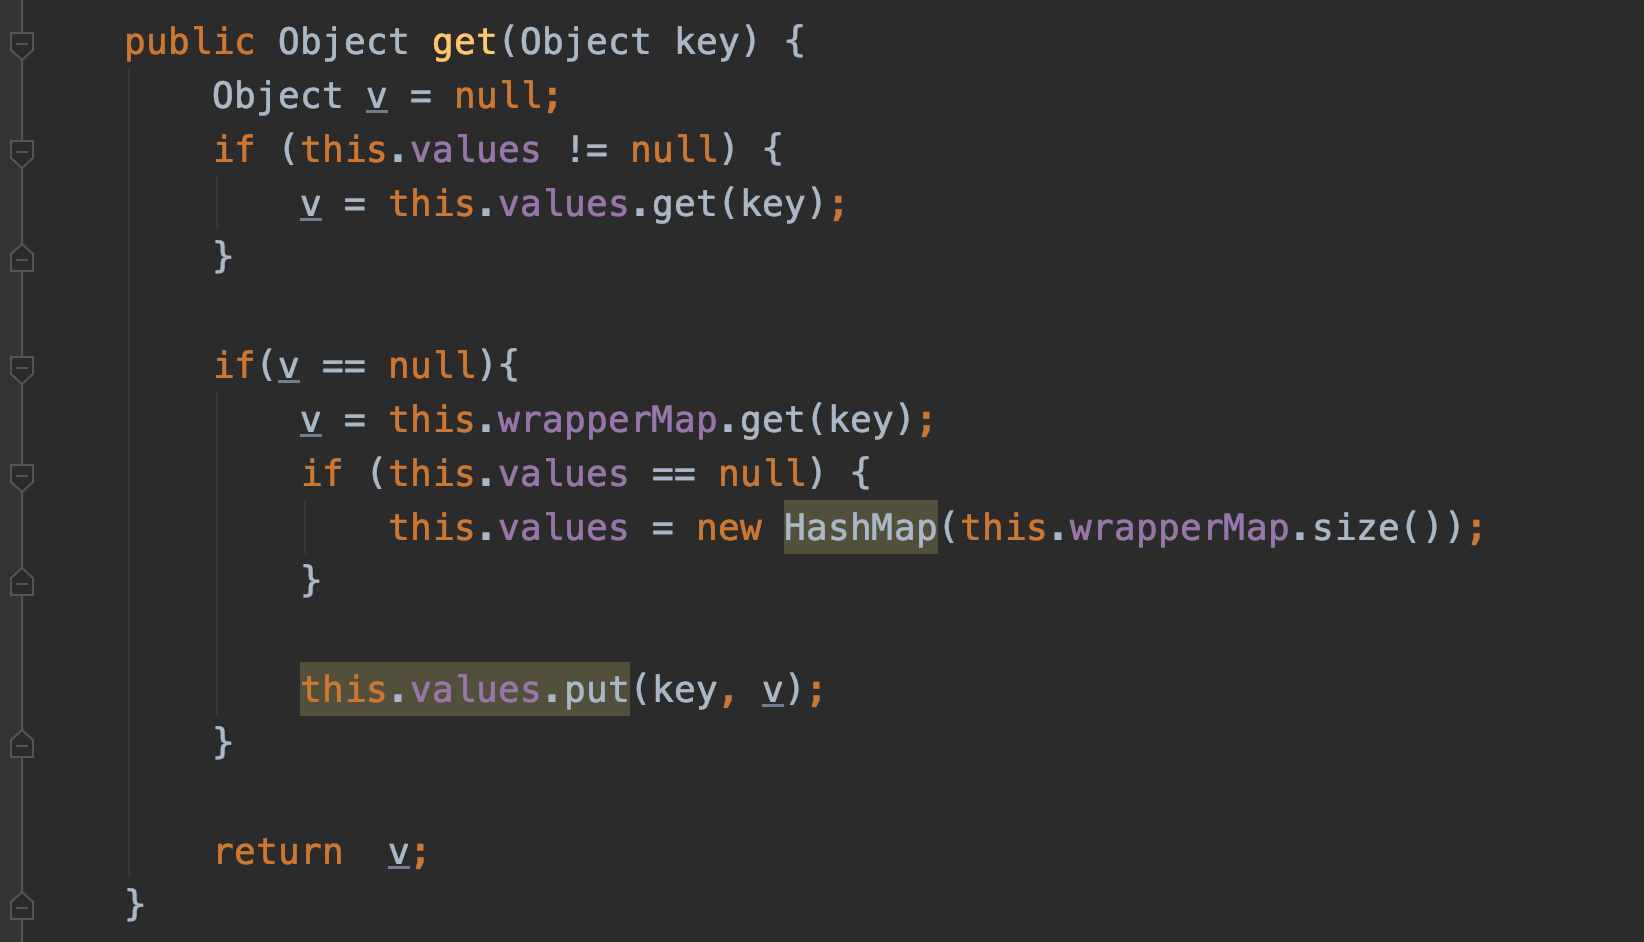 public Object get(Object key) {
Object v = null;
if (this.values != null) {
v = this.values.get(key);
}
if(v == null){
v = this.wrapperMap.get(key);
if (this.values == null) {
this.values = new HashMap(this.wrapperMap.size());
}
this.values.put(key, v);
}
return  v;
}